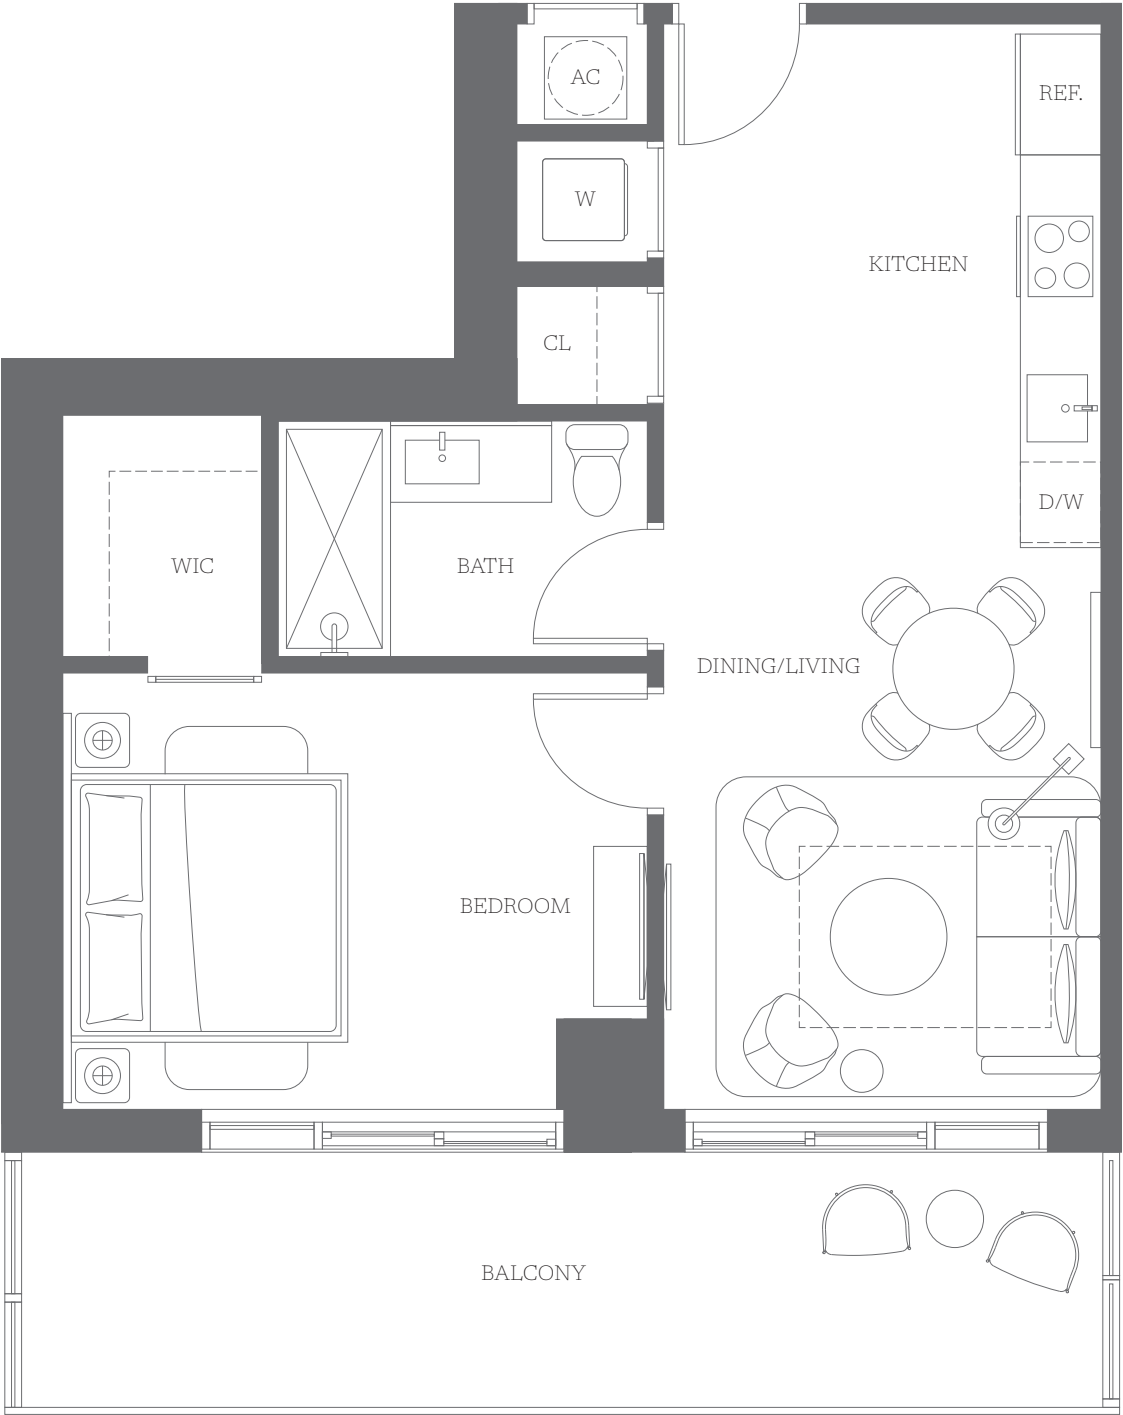 AC
REF.
W
KITCHEN
CL
D/W
WIC
BATH
DINING/LIVING
BEDROOM
BALCONY